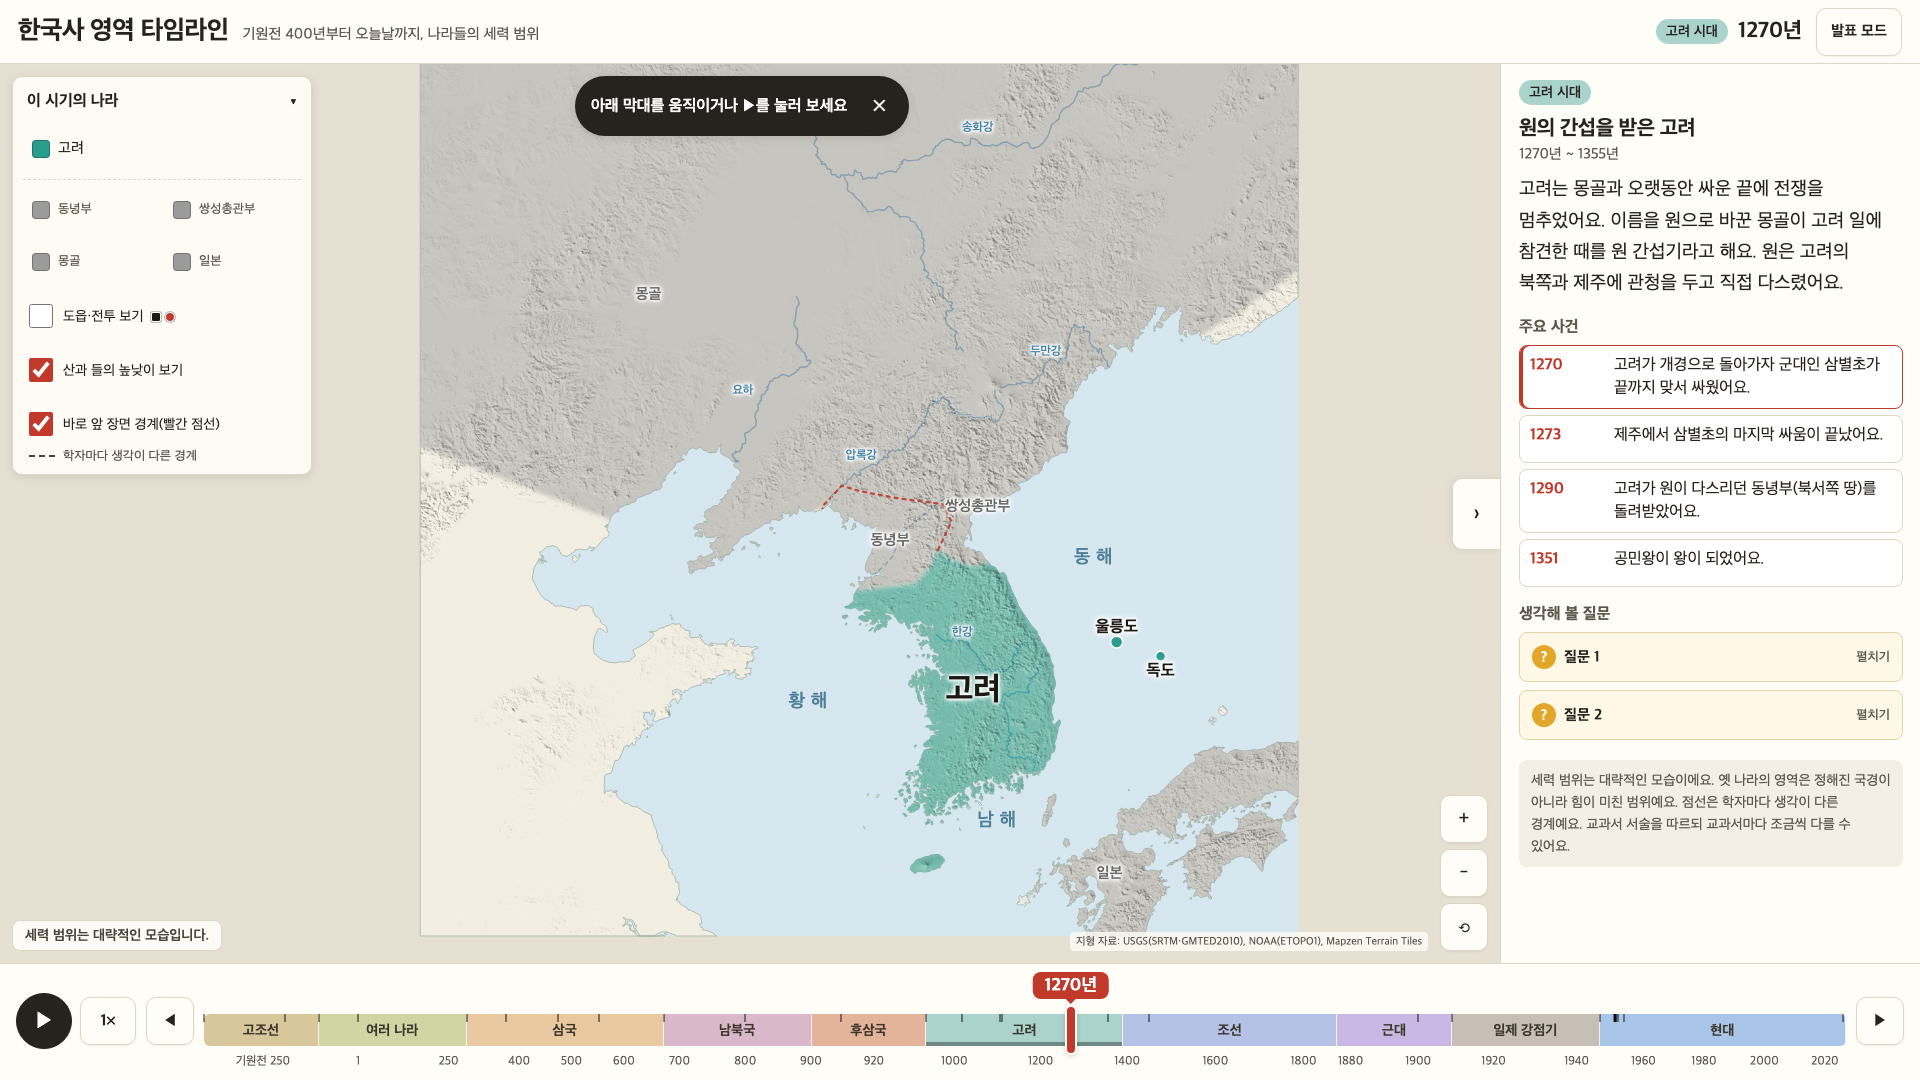 한국사 영역 타임라인
기원전 400년부터 오늘날까지, 나라들의 세력 범위
고려 시대
1270년
발표 모드
이 시기의 나라
▼
고려
동녕부
쌍성총관부
몽골
일본
도읍·전투 보기
산과 들의 높낮이 보기
바로 앞 장면 경계(빨간 점선)
학자마다 생각이 다른 경계
세력 범위는 대략적인 모습입니다.
아래 막대를 움직이거나 ▶를 눌러 보세요 ✕
송화강
몽골
두만강
요하
압록강
쌍성총관부
동녕부
동 해
울릉도
한강
독도
고려
황 해
남 해
일본
›
+
−
⟲
지형 자료: USGS(SRTM·GMTED2010), NOAA(ETOPO1), Mapzen Terrain Tiles
고려 시대
원의 간섭을 받은 고려
1270년 ~ 1355년
고려는 몽골과 오랫동안 싸운 끝에 전쟁을
멈추었어요. 이름을 원으로 바꾼 몽골이 고려 일에
참견한 때를 원 간섭기라고 해요. 원은 고려의
북쪽과 제주에 관청을 두고 직접 다스렸어요.
주요 사건
1270 고려가 개경으로 돌아가자 군대인 삼별초가
끝까지 맞서 싸웠어요.
1273 제주에서 삼별초의 마지막 싸움이 끝났어요.
1290 고려가 원이 다스리던 동녕부(북서쪽 땅)를
돌려받았어요.
1351 공민왕이 왕이 되었어요.
생각해 볼 질문
? 질문 1 펼치기
? 질문 2 펼치기
세력 범위는 대략적인 모습이에요. 옛 나라의 영역은 정해진 국경이
아니라 힘이 미친 범위예요. 점선은 학자마다 생각이 다른
경계예요. 교과서 서술을 따르되 교과서마다 조금씩 다를 수
있어요.
1270년
▶ 1× ◀
고조선 여러 나라 삼국 남북국 후삼국 고려 조선 근대 일제 강점기 현대
▶
기원전 250 1 250 400 500 600 700 800 900 920 1000 1200 1400 1600 1800 1880 1900 1920 1940 1960 1980 2000 2020